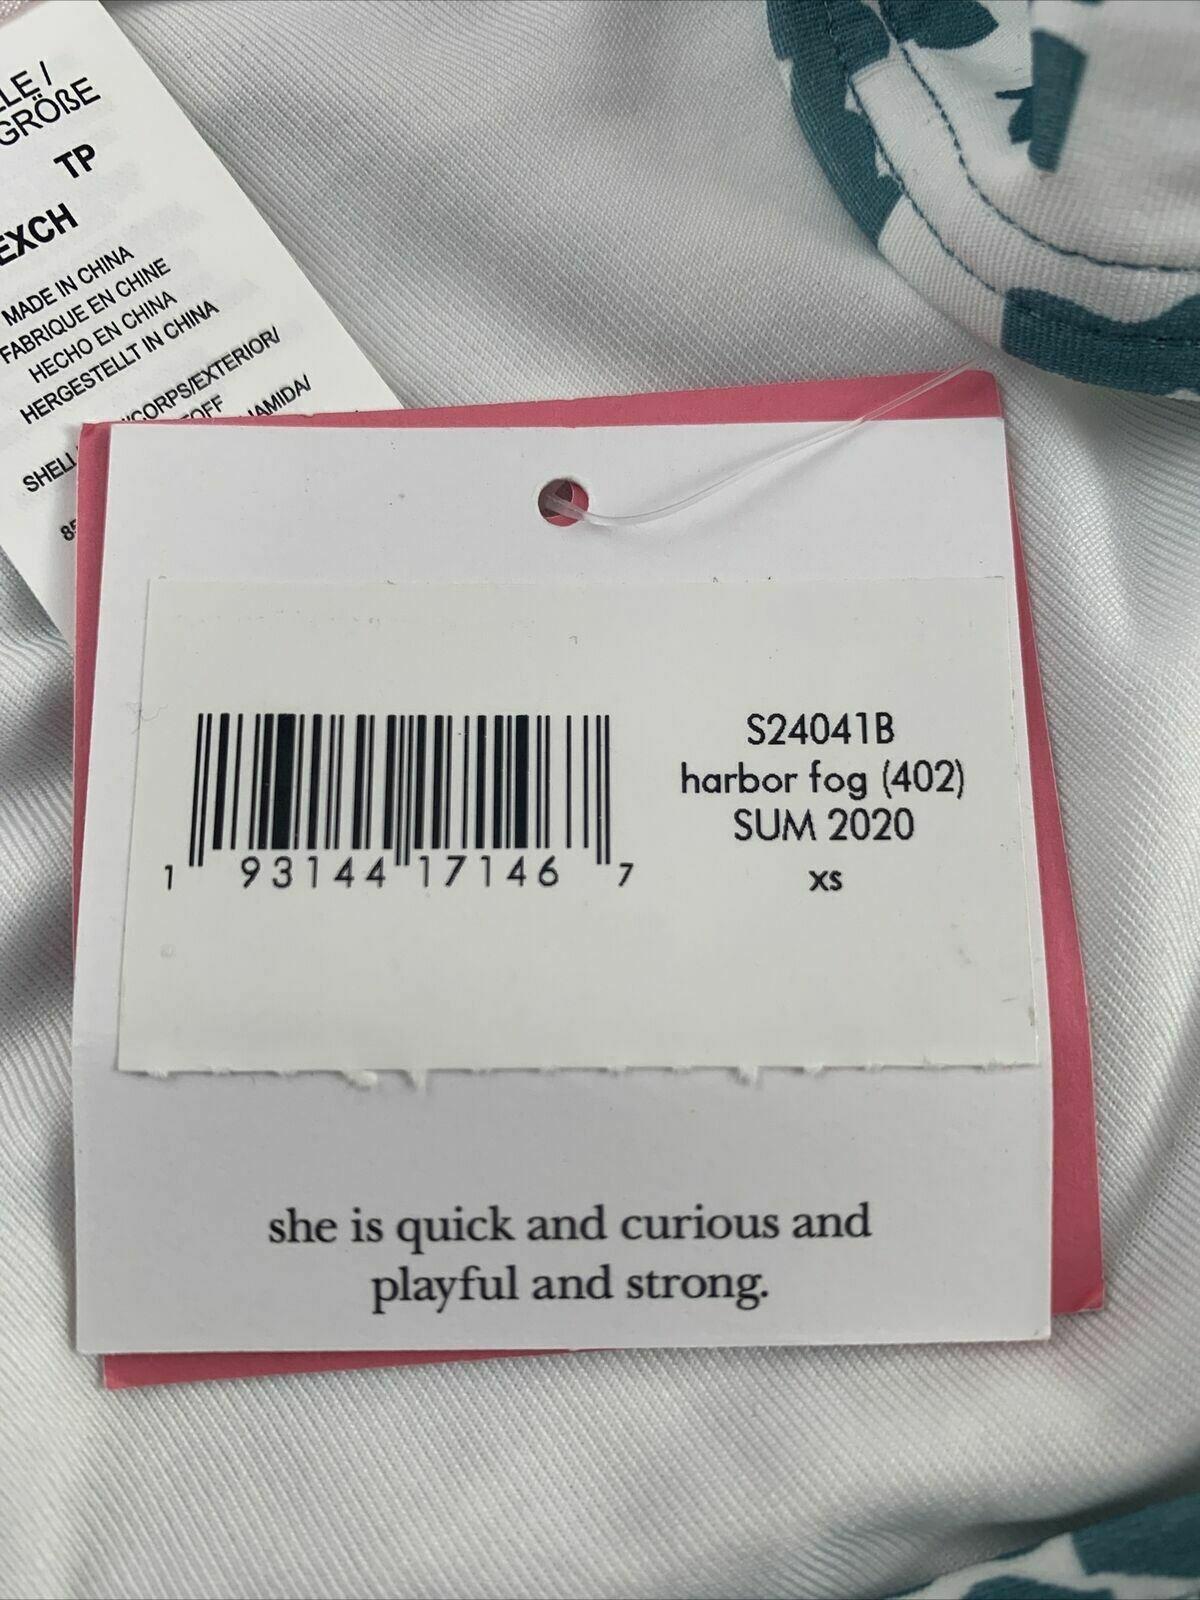 LLE /
GRÖßE
TP
EXCH
MADE IN CHINA
FABRIQUE EN CHINE
HECHO EN CHINA
HERGESTELLT IN CHINA
CORPS/EXTERIOR/
S24041B
harbor fog (402)
SUM 2020
xs
1 93144 17146 7
she is quick and curious and
playful and strong.